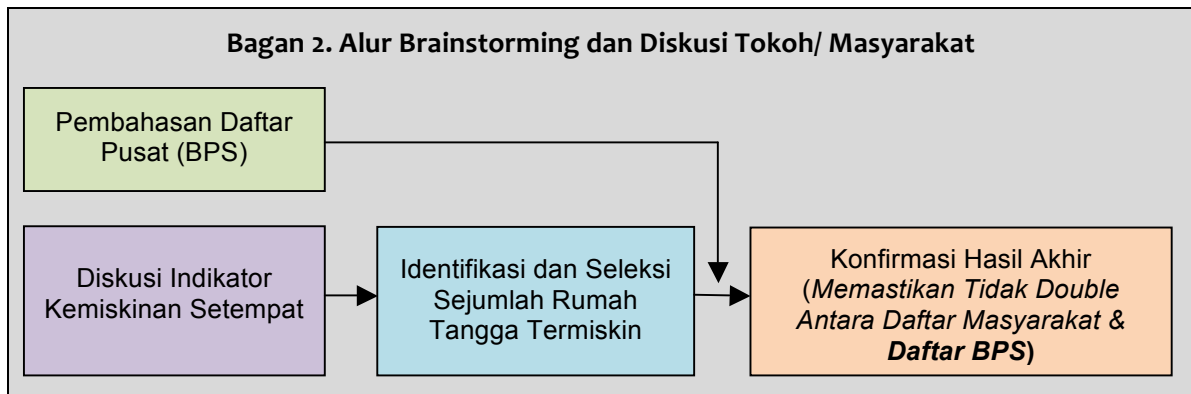 Bagan 2. Alur Brainstorming dan Diskusi Tokoh/ Masyarakat
Pembahasan Daftar
Pusat (BPS)
Diskusi Indikator
Kemiskinan Setempat
Identifikasi dan Seleksi
Sejumlah Rumah
Tangga Termiskin
Konfirmasi Hasil Akhir
(Memastikan Tidak Double
Antara Daftar Masyarakat &
Daftar BPS)